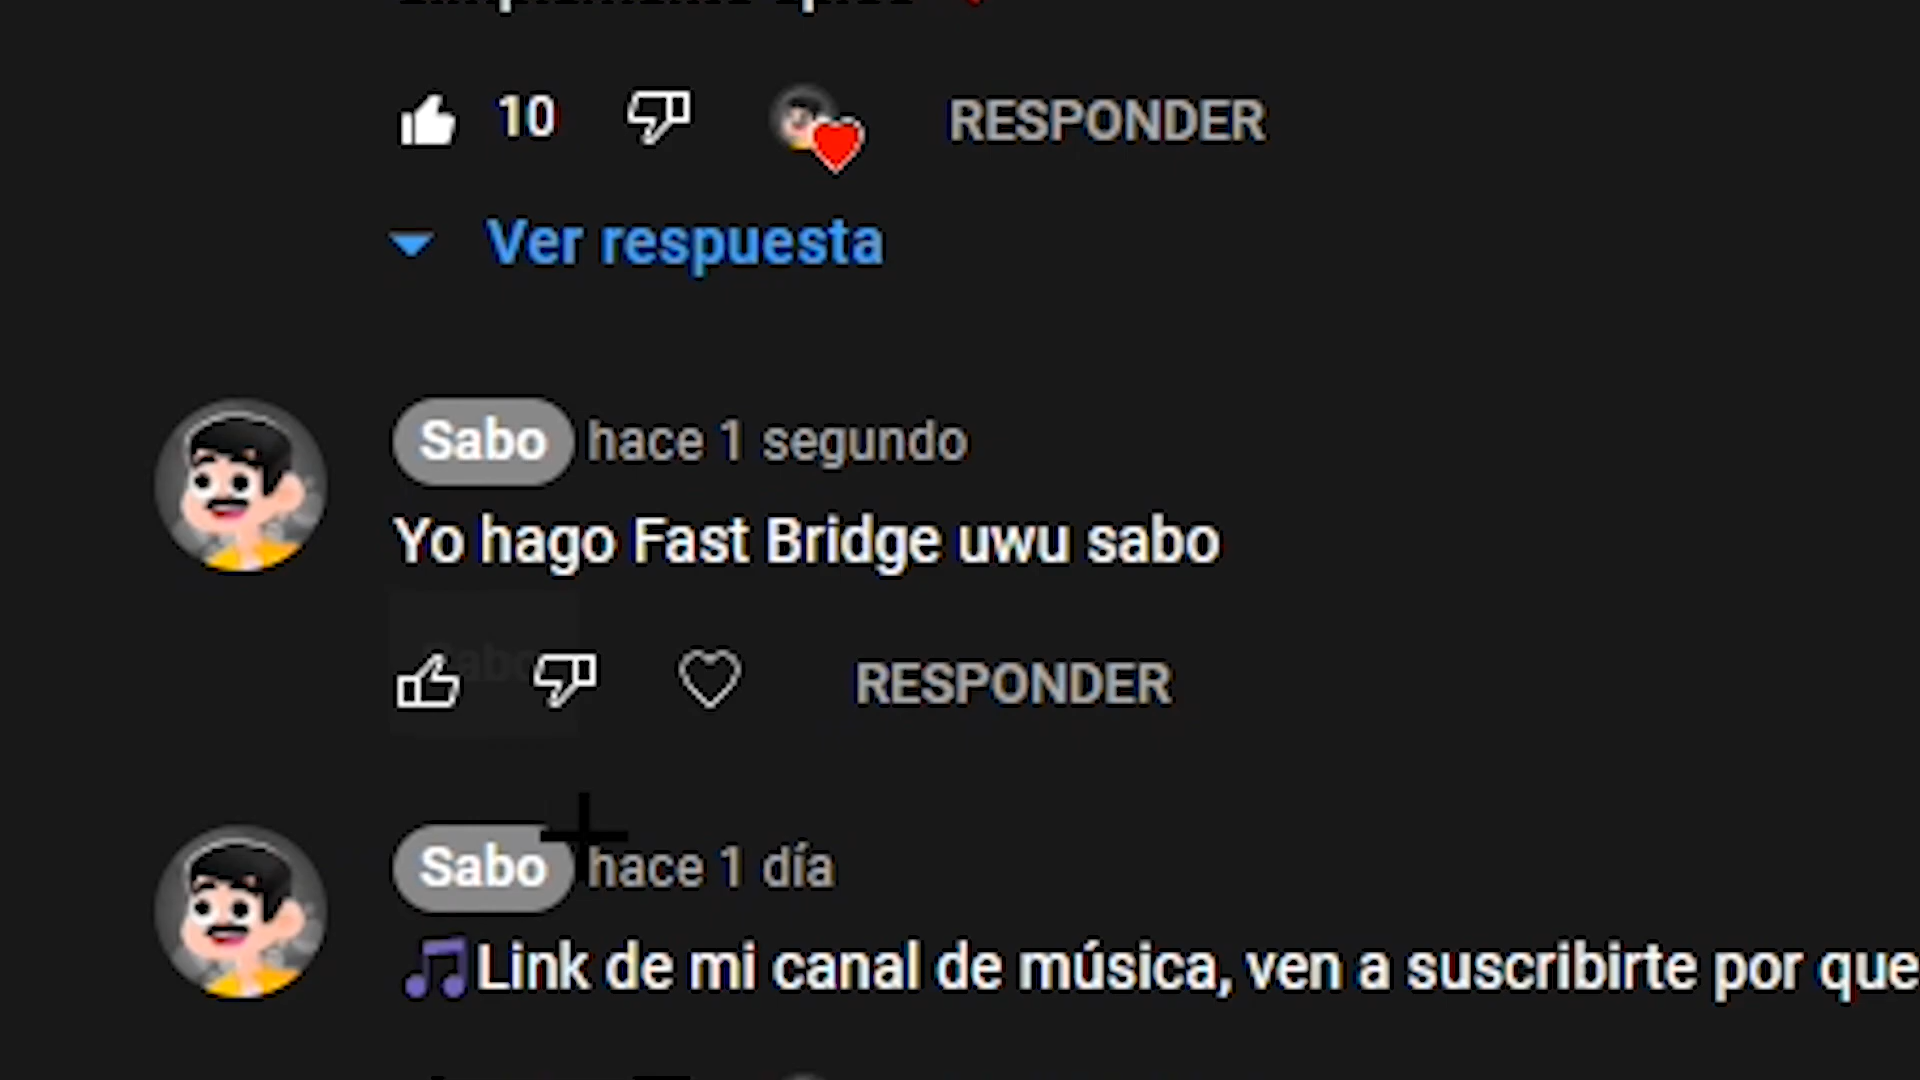 10 RESPONDER
Ver respuesta
Sabo hace 1 segundo
Yo hago Fast Bridge uwu sabo
RESPONDER
Sabo hace 1 día
🎵Link de mi canal de música, ven a suscribirte por que